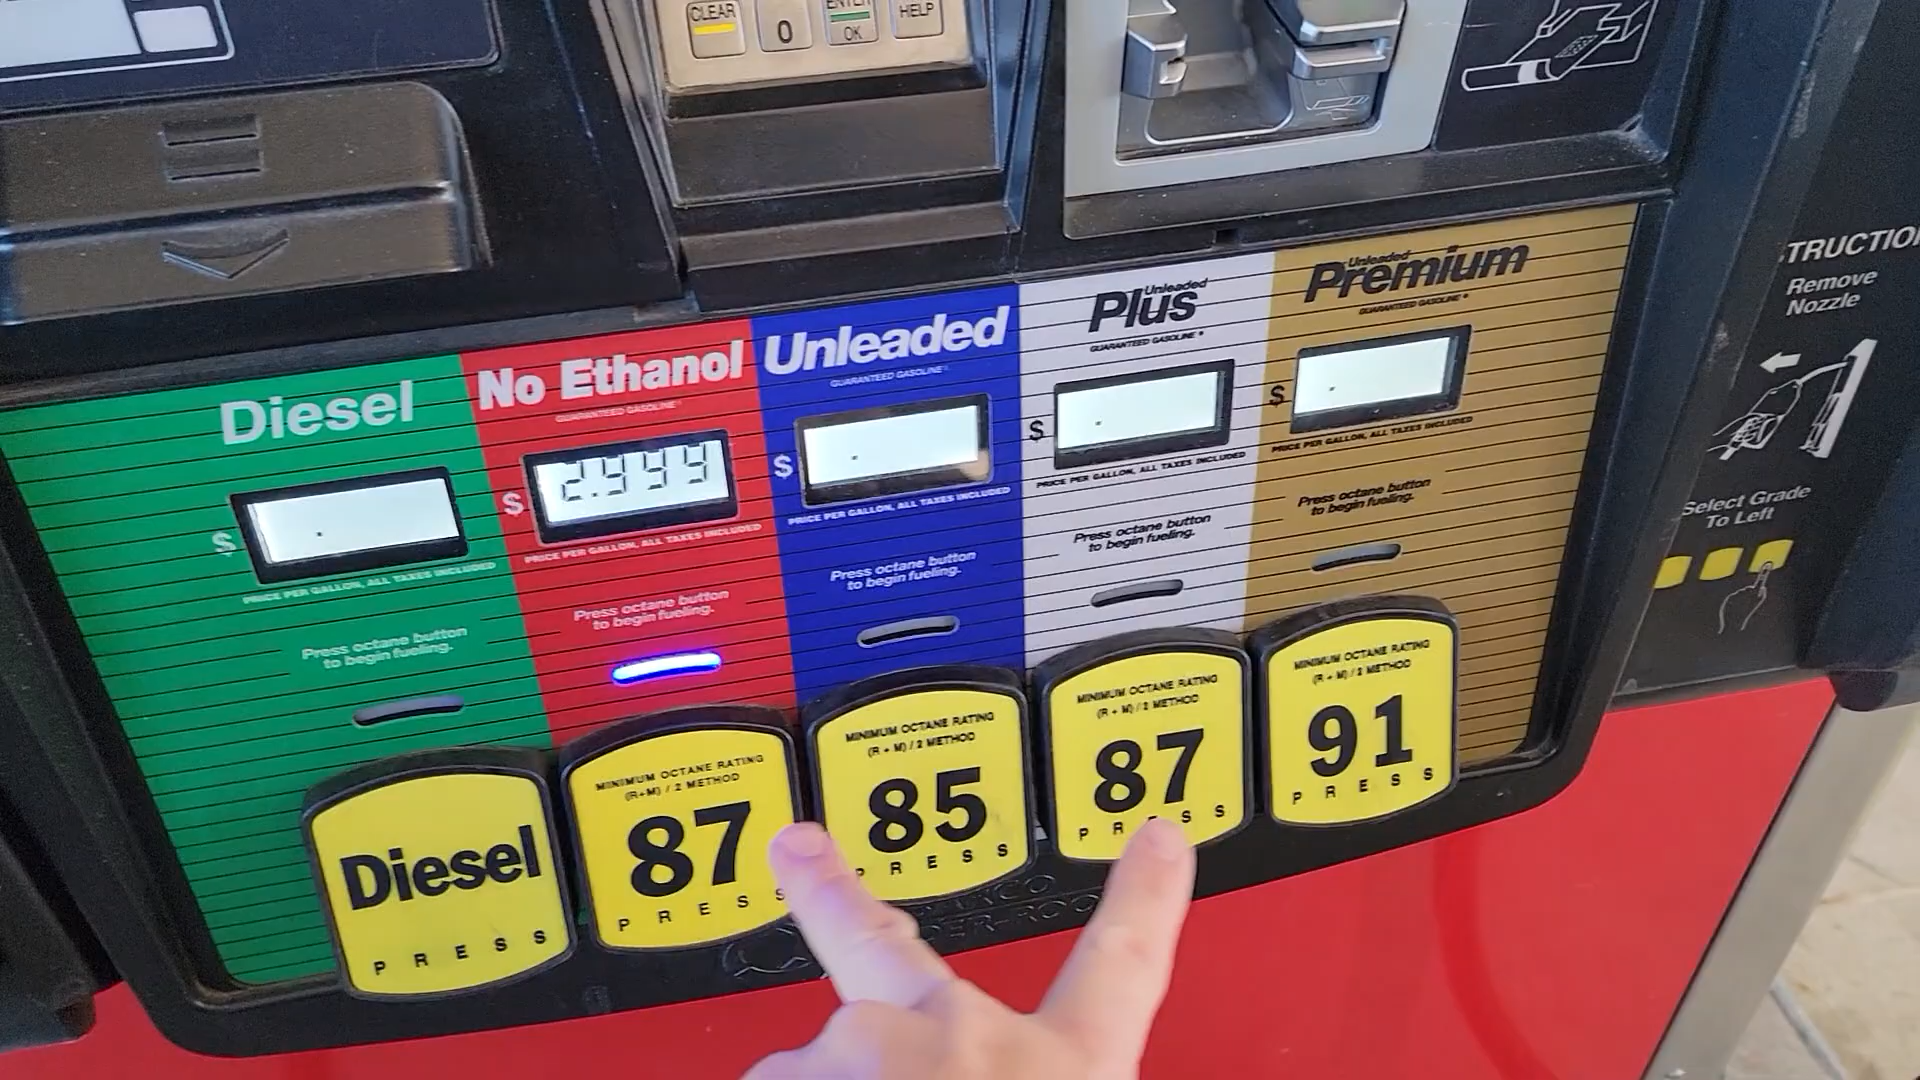 CLEAR
0
ENTER
OK
HELP
Diesel
$
PRICE PER GALLON, ALL TAXES INCLUDED
Press octane button
to begin fueling.
Diesel
PRESS
No Ethanol
GUARANTEED GASOLINE
$ 2.999
PRICE PER GALLON, ALL TAXES INCLUDED
Press octane button
to begin fueling.
MINIMUM OCTANE RATING
(R+M) / 2 METHOD
87
PRESS
Unleaded
GUARANTEED GASOLINE
$
PRICE PER GALLON, ALL TAXES INCLUDED
Press octane button
to begin fueling.
MINIMUM OCTANE RATING
(R + M) / 2 METHOD
85
PRESS
Unleaded
Plus
GUARANTEED GASOLINE
$
PRICE PER GALLON, ALL TAXES INCLUDED
Press octane button
to begin fueling.
MINIMUM OCTANE RATING
(R + M) / 2 METHOD
87
PRESS
Unleaded
Premium
GUARANTEED GASOLINE
$
PRICE PER GALLON, ALL TAXES INCLUDED
Press octane button
to begin fueling.
MINIMUM OCTANE RATING
(R + M) / 2 METHOD
91
PRESS
TRUCTIO
Remove
Nozzle
Select Grade
To Left